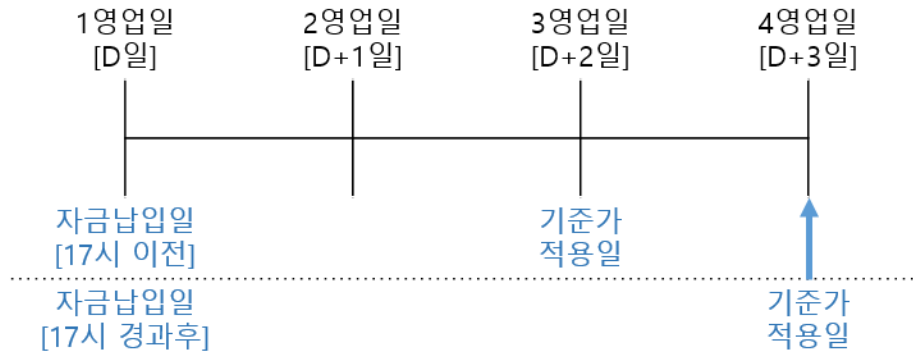 1영업일
[D일]
2영업일
[D+1일]
3영업일
[D+2일]
4영업일
[D+3일]
자금납입일
[17시 이전]
기준가
적용일
자금납입일
[17시 경과후]
기준가
적용일